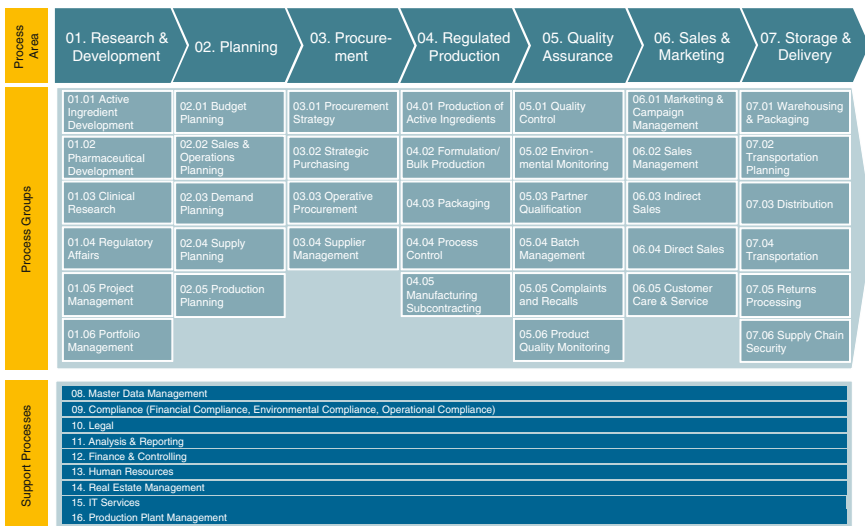 Process
Area
01. Research &
Development
02. Planning
03. Procure-
ment
04. Regulated
Production
05. Quality
Assurance
06. Sales &
Marketing
07. Storage &
Delivery
Process Groups
01.01 Active
Ingredient
Development
01.02
Pharmaceutical
Development
01.03 Clinical
Research
01.04 Regulatory
Affairs
01.05 Project
Management
01.06 Portfolio
Management
02.01 Budget
Planning
02.02 Sales &
Operations
Planning
02.03 Demand
Planning
02.04 Supply
Planning
02.05 Production
Planning
03.01 Procurement
Strategy
03.02 Strategic
Purchasing
03.03 Operative
Procurement
03.04 Supplier
Management
04.01 Production of
Active Ingredients
04.02 Formulation/
Bulk Production
04.03 Packaging
04.04 Process
Control
04.05
Manufacturing
Subcontracting
05.01 Quality
Control
05.02 Environ-
mental Monitoring
05.03 Partner
Qualification
05.04 Batch
Management
05.05 Complaints
and Recalls
05.06 Product
Quality Monitoring
06.01 Marketing &
Campaign
Management
06.02 Sales
Management
06.03 Indirect
Sales
06.04 Direct Sales
06.05 Customer
Care & Service
07.01 Warehousing
& Packaging
07.02
Transportation
Planning
07.03 Distribution
07.04
Transportation
07.05 Returns
Processing
07.06 Supply Chain
Security
Support Processes
08. Master Data Management
09. Compliance (Financial Compliance, Environmental Compliance, Operational Compliance)
10. Legal
11. Analysis & Reporting
12. Finance & Controlling
13. Human Resources
14. Real Estate Management
15. IT Services
16. Production Plant Management